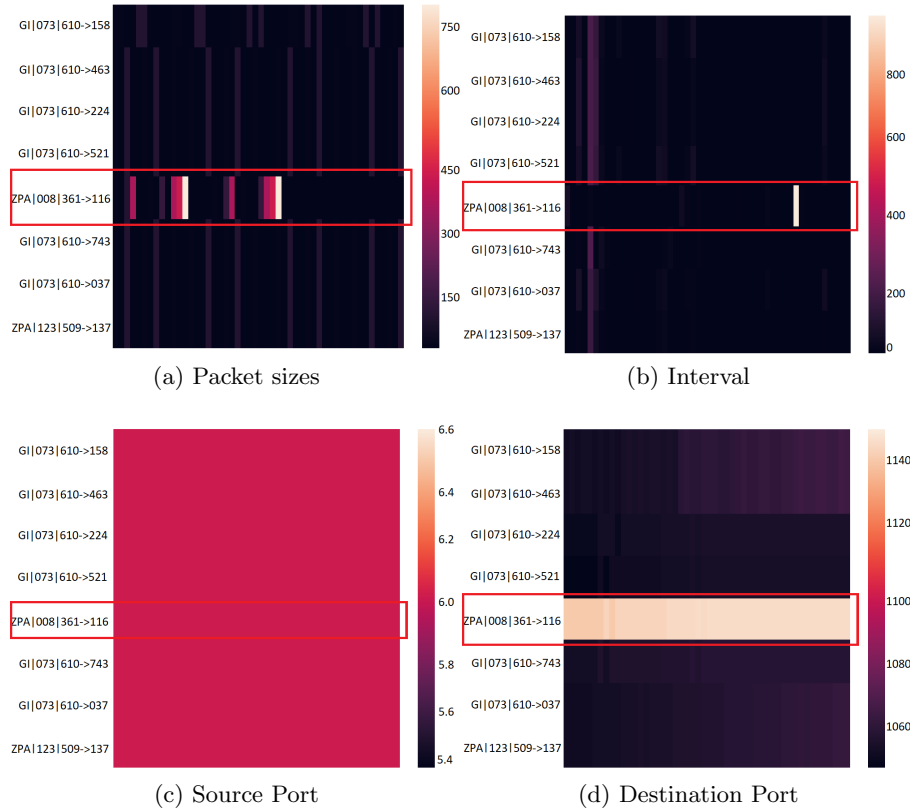 GI|073|610->158
GI|073|610->463
GI|073|610->224
GI|073|610->521
ZPA|008|361->116
GI|073|610->743
GI|073|610->037
ZPA|123|509->137
750
600
450
300
150
(a) Packet sizes
GI|073|610->158
GI|073|610->463
GI|073|610->224
GI|073|610->521
ZPA|008|361->116
GI|073|610->743
GI|073|610->037
ZPA|123|509->137
800
600
400
200
0
(b) Interval
GI|073|610->158
GI|073|610->463
GI|073|610->224
GI|073|610->521
ZPA|008|361->116
GI|073|610->743
GI|073|610->037
ZPA|123|509->137
6.6
6.4
6.2
6.0
5.8
5.6
5.4
(c) Source Port
GI|073|610->158
GI|073|610->463
GI|073|610->224
GI|073|610->521
ZPA|008|361->116
GI|073|610->743
GI|073|610->037
ZPA|123|509->137
1140
1120
1100
1080
1060
(d) Destination Port